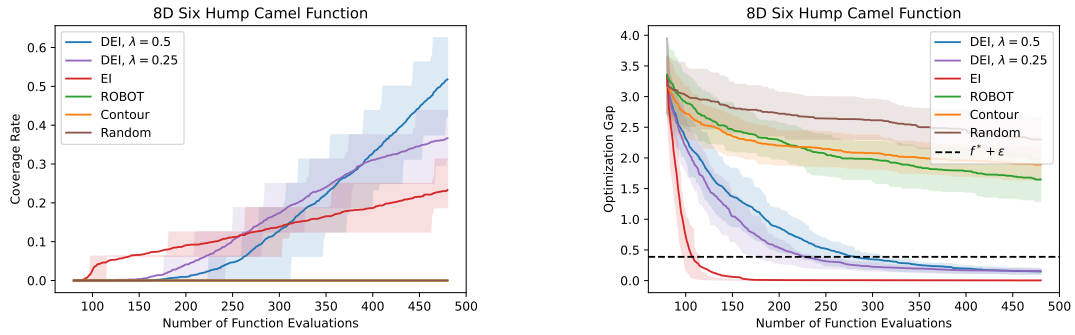 8D Six Hump Camel Function
DEI, λ = 0.5
DEI, λ = 0.25
EI
ROBOT
Contour
Random
Coverage Rate
0.6
0.5
0.4
0.3
0.2
0.1
0.0
100 150 200 250 300 350 400 450 500
Number of Function Evaluations
8D Six Hump Camel Function
DEI, λ = 0.5
DEI, λ = 0.25
EI
ROBOT
Contour
Random
f* + ε
Optimization Gap
4.0
3.5
3.0
2.5
2.0
1.5
1.0
0.5
0.0
100 150 200 250 300 350 400 450 500
Number of Function Evaluations